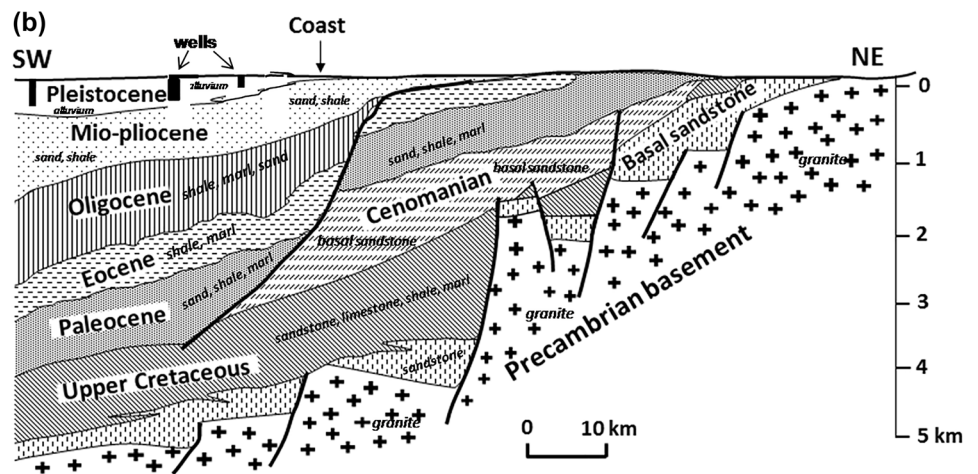 (b)
SW
wells
Coast
NE
Pleistocene
alluvium
alluvium
sand, shale
0
Mio-pliocene
sand, shale
Oligocene
shale, marl, sand
sand, shale, marl
Basal sandstone
basal sandstone
granite
1
Cenomanian
Eocene
shale, marl
basal sandstone
2
Paleocene
sand, shale, marl
sandstone, limestone, shale, marl
granite
Precambrian basement
3
Upper Cretaceous
sandstone
4
granite
0
10 km
5 km